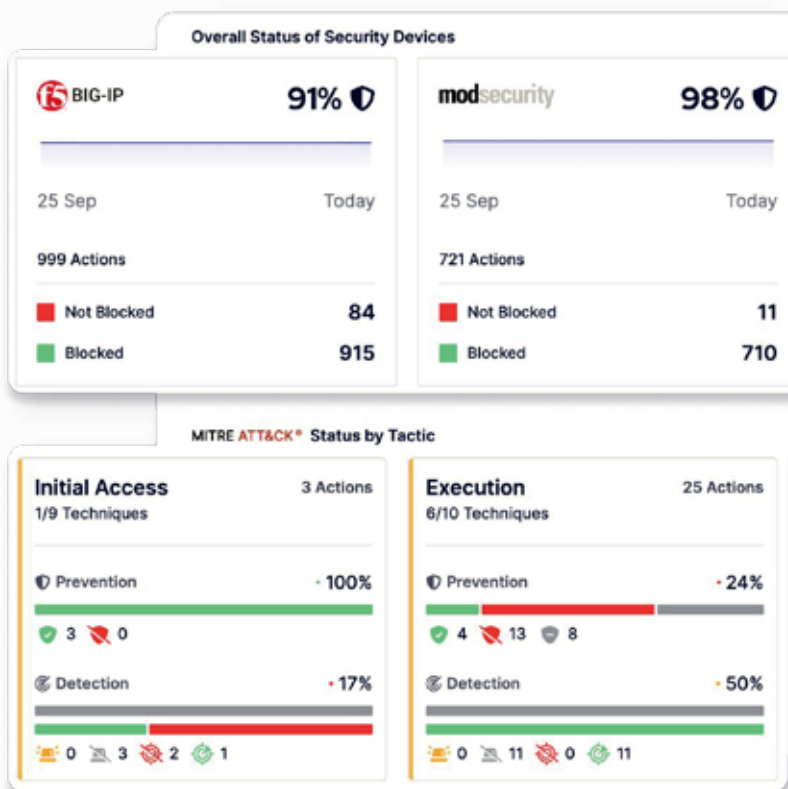 Overall Status of Security Devices
f5 BIG-IP 91%
25 Sep Today
999 Actions
Not Blocked 84
Blocked 915
modsecurity 98%
25 Sep Today
721 Actions
Not Blocked 11
Blocked 710
MITRE ATT&CK® Status by Tactic
Initial Access 3 Actions
1/9 Techniques
Prevention 100%
3 0
Detection 17%
0 3 2 1
Execution 25 Actions
6/10 Techniques
Prevention 24%
4 13 8
Detection 50%
0 11 0 11